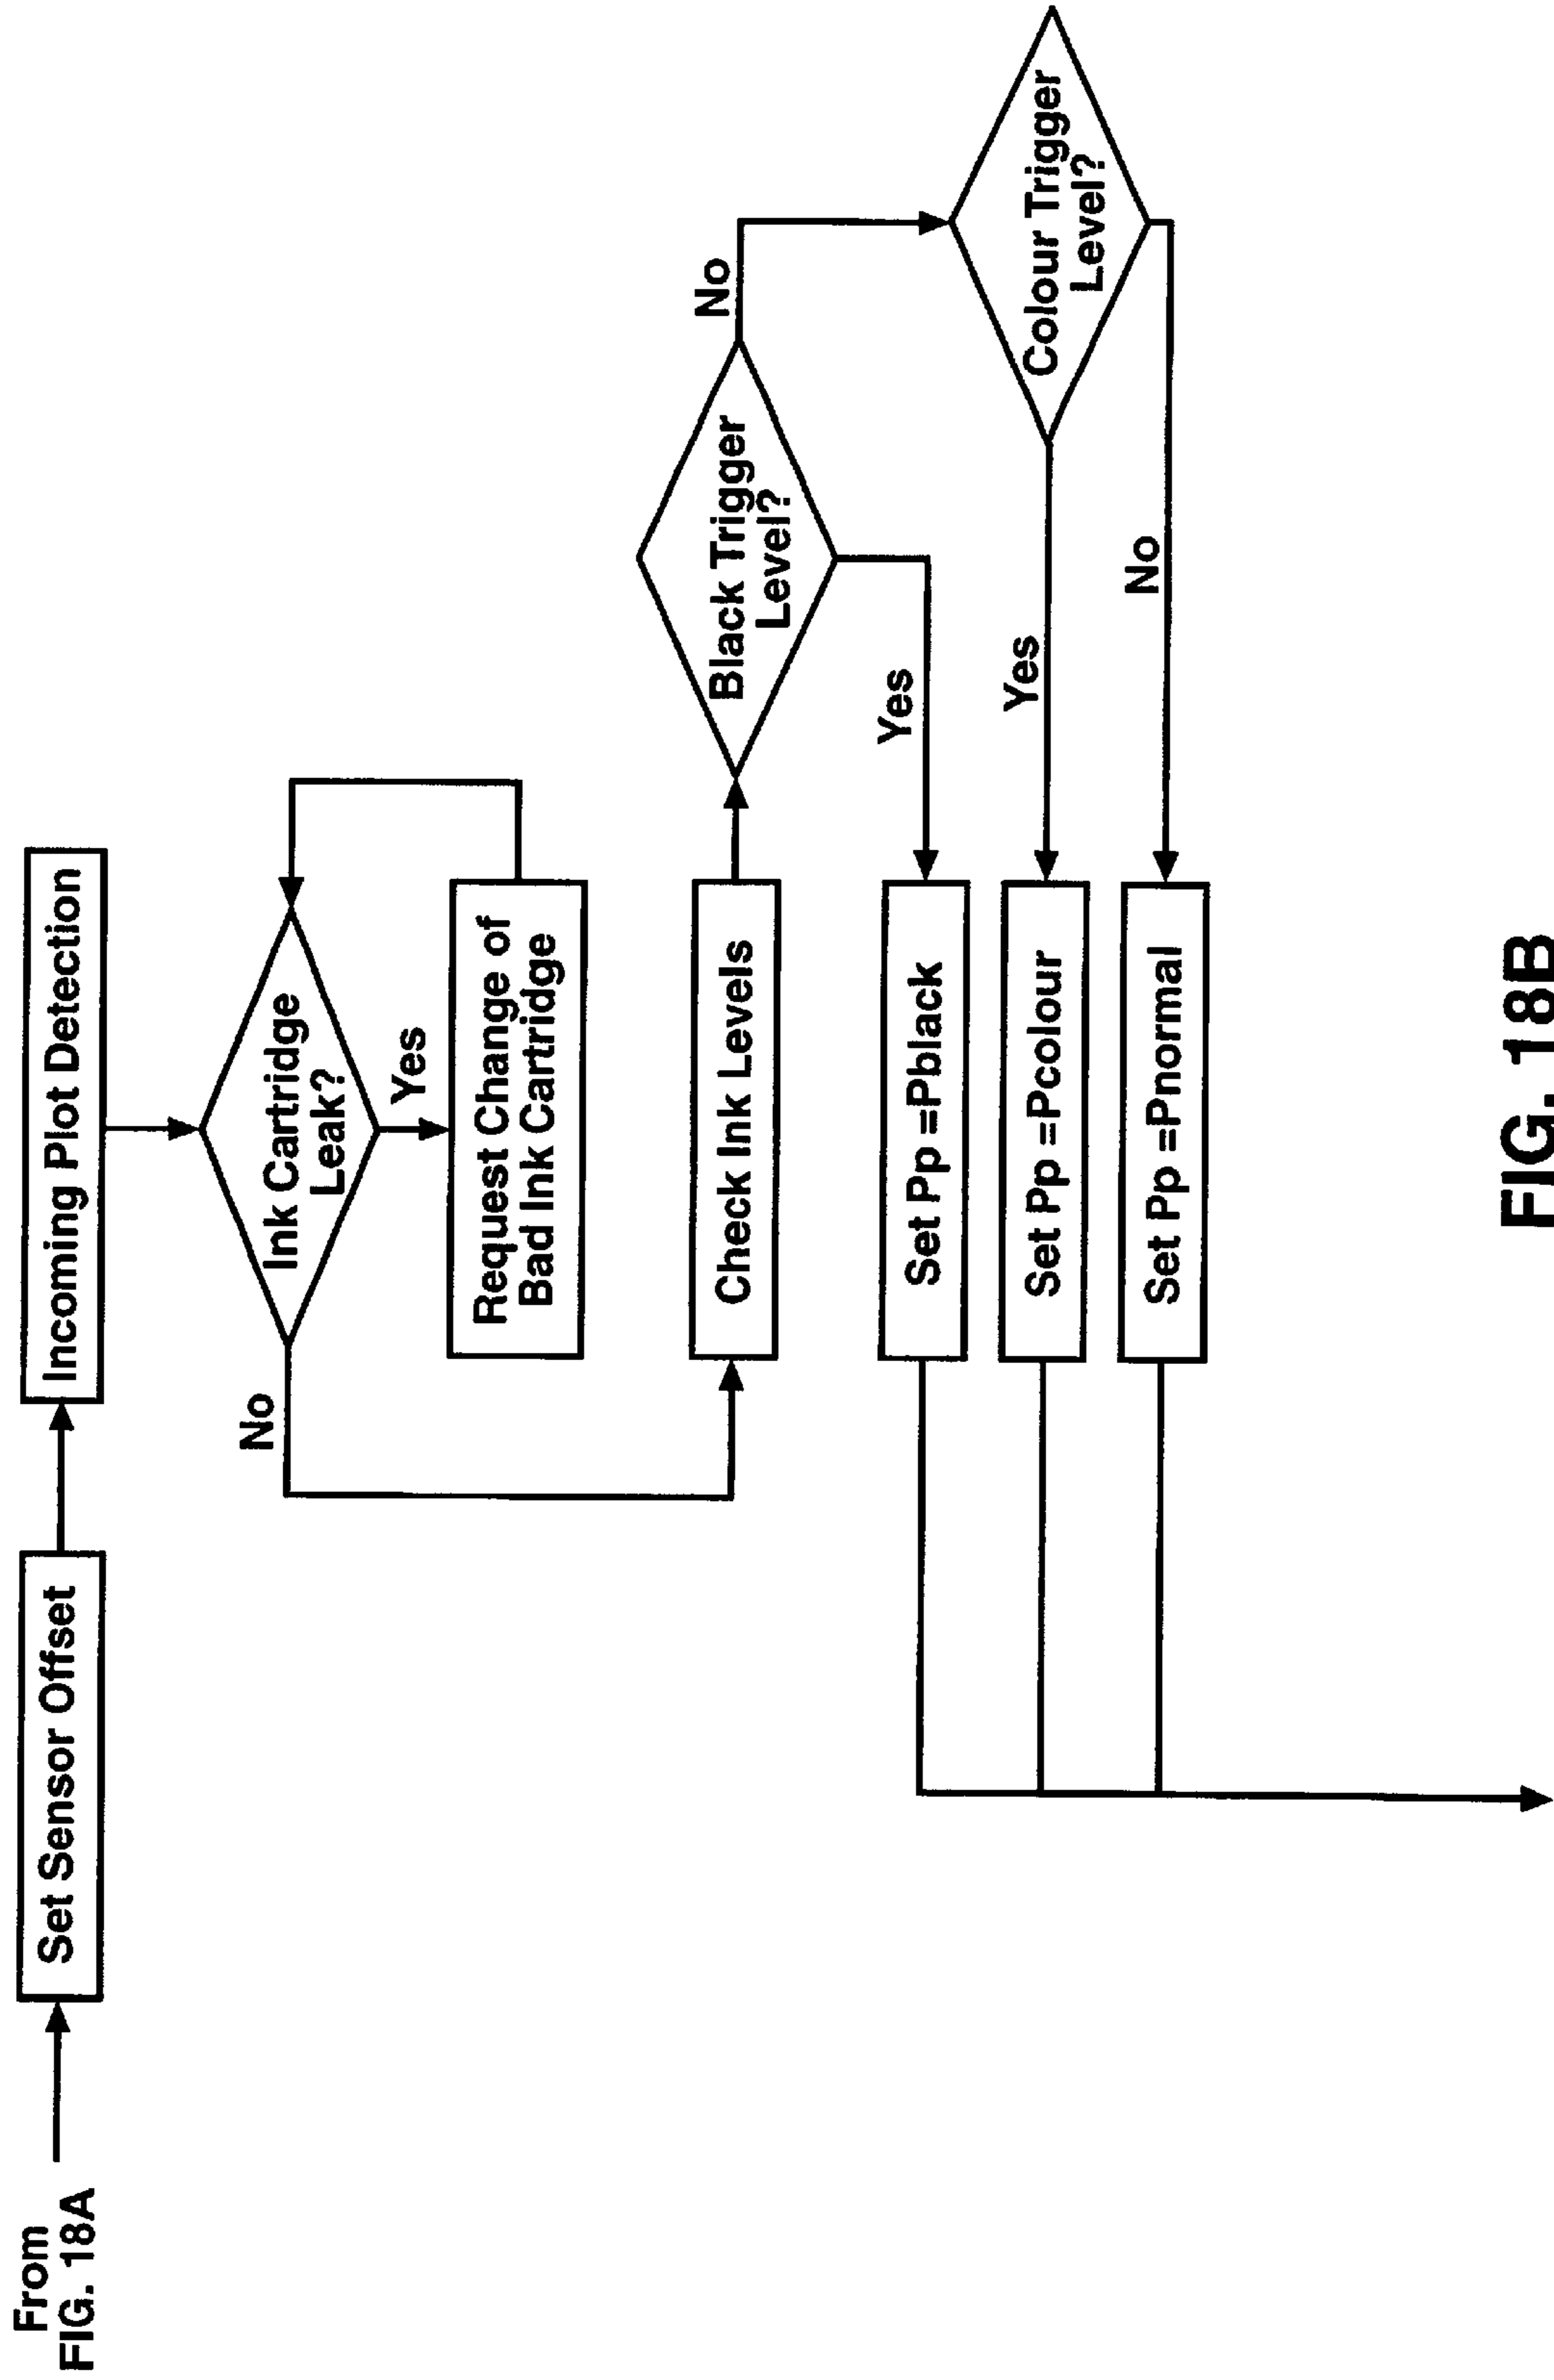 From
FIG. 18A
Set Sensor Offset
Incoming Plot Detection
Ink Cartridge
Leak?
No
Yes
Request Change of
Bad Ink Cartridge
Check Ink Levels
Black Trigger
Level?
No
Yes
Colour Trigger
Level?
Yes
No
Set Pp =Pblack
Set Pp =Pcolour
Set Pp =Pnormal
FIG. 18B